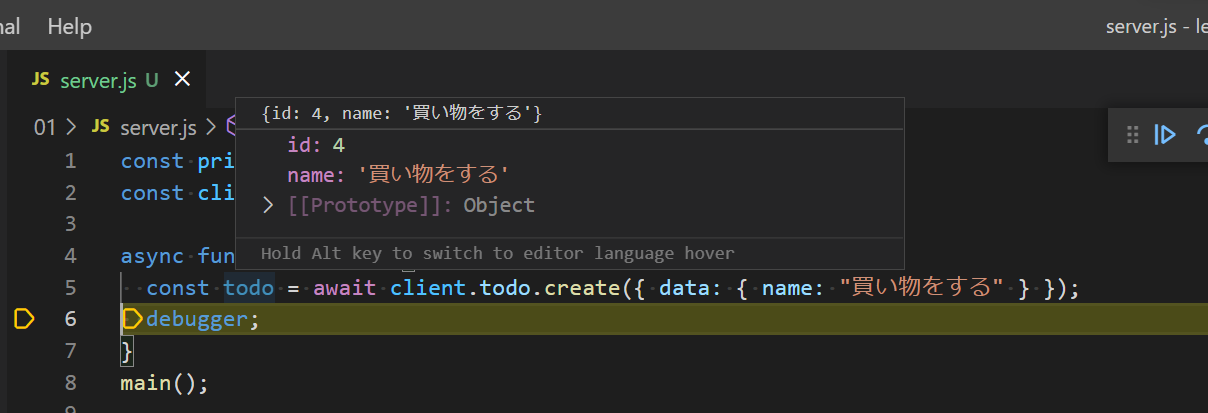 Help
server.js - le
JS server.js U
01 > JS server.js >
{id: 4, name: '買い物をする'}
id: 4
name: '買い物をする'
> [[Prototype]]: Object
Hold Alt key to switch to editor language hover
1 const pri
2 const cli
3
4 async fun
5 const todo = await client.todo.create({ data: { name: "買い物をする" } });
6 debugger;
7 }
8 main();
9